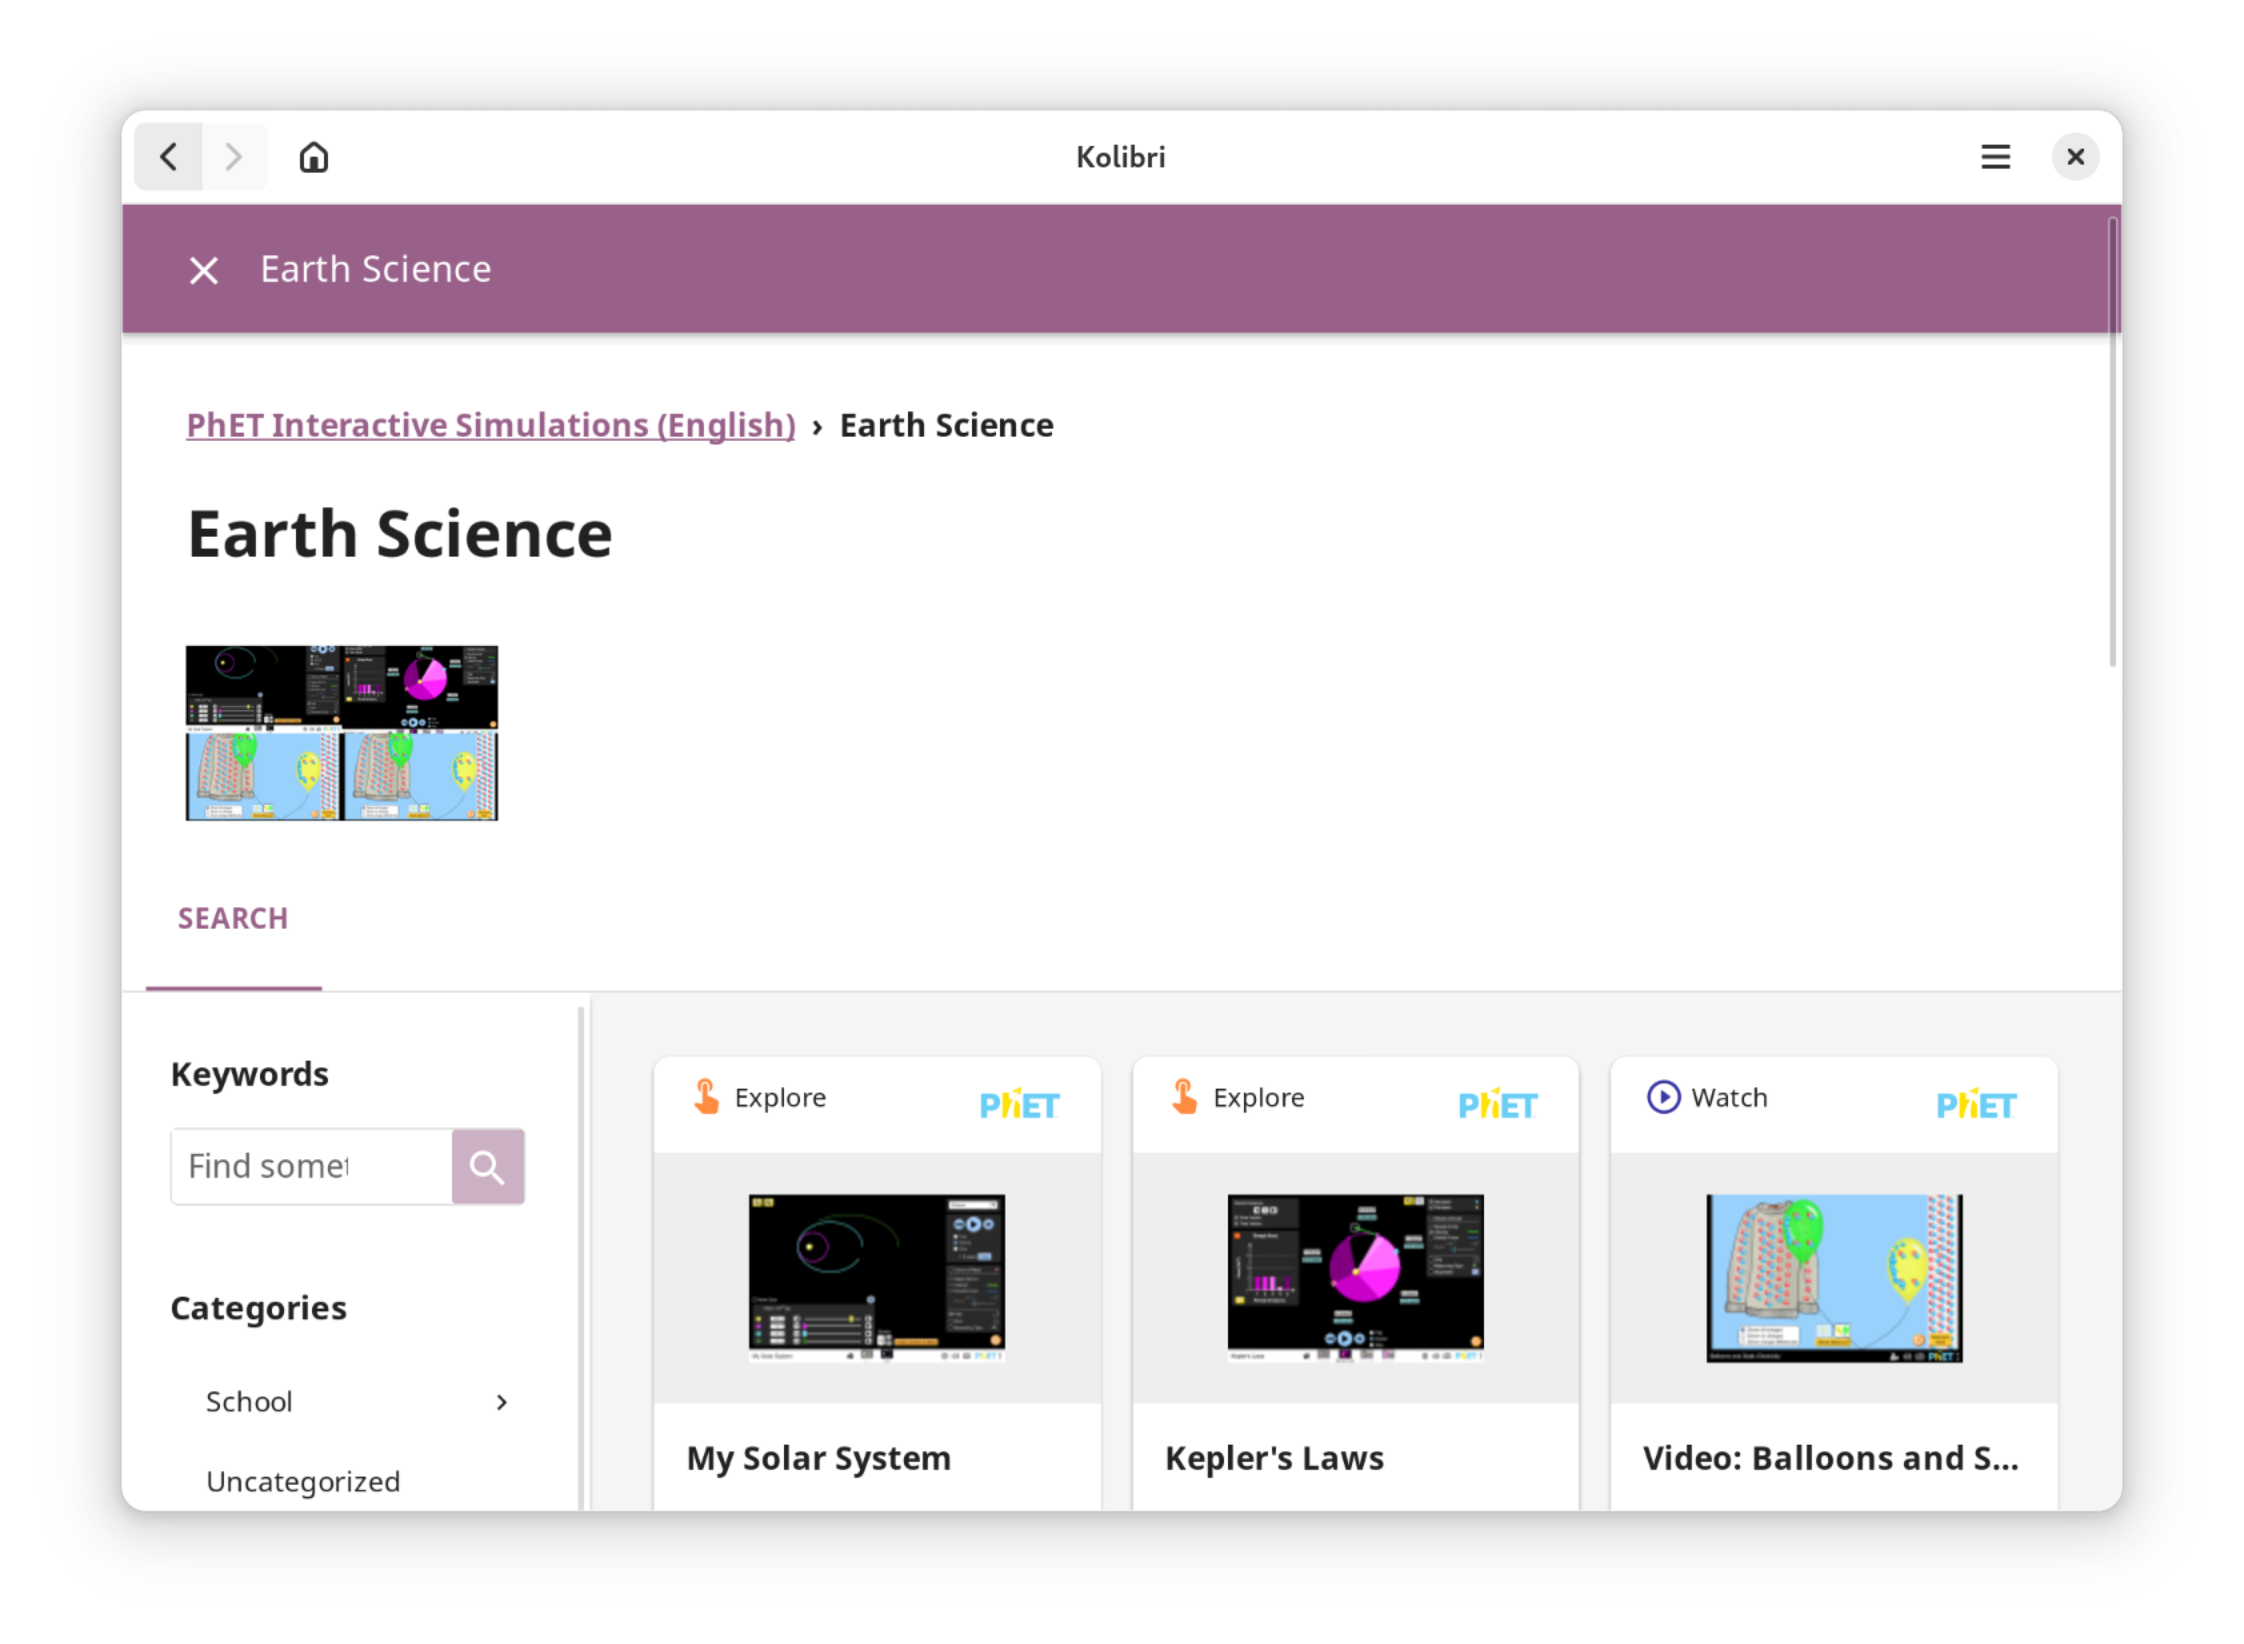 Kolibri
Earth Science
PhET Interactive Simulations (English) › Earth Science
Earth Science
SEARCH
Keywords
Find somet
Categories
School
Uncategorized
Explore PhET
Explore PhET
Watch PhET
My Solar System
Kepler's Laws
Video: Balloons and S...